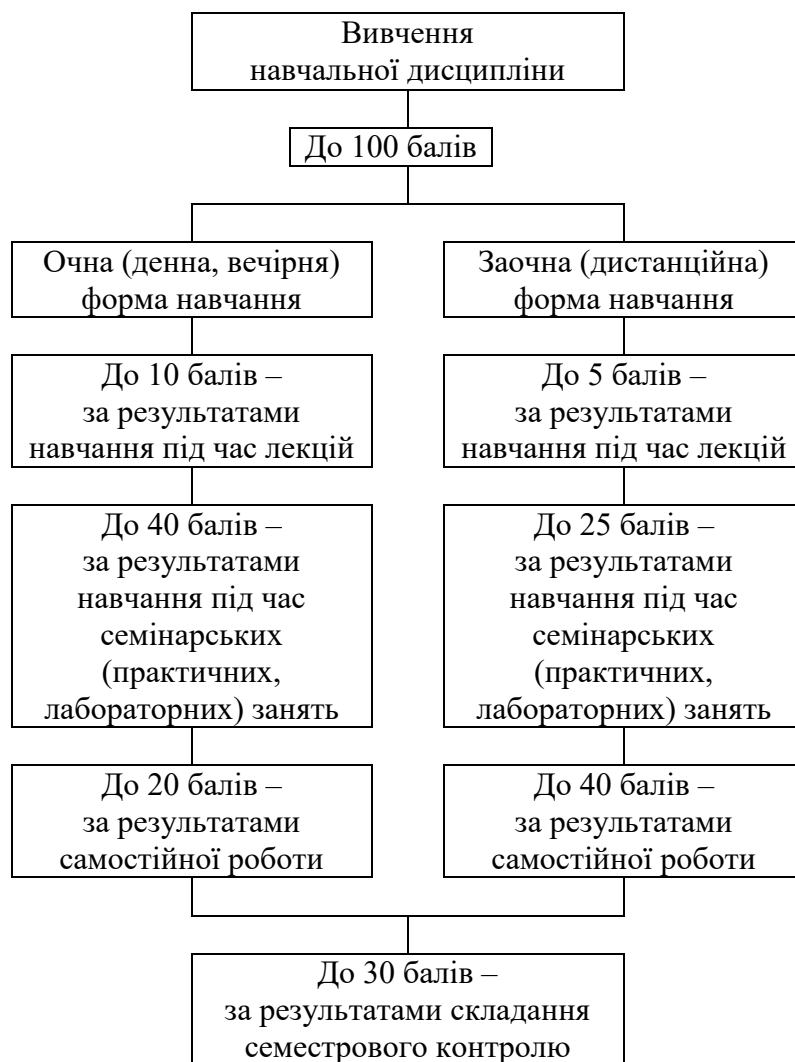 Вивчення
навчальної дисципліни
До 100 балів
Очна (денна, вечірня)
форма навчання
Заочна (дистанційна)
форма навчання
До 10 балів –
за результатами
навчання під час лекцій
До 5 балів –
за результатами
навчання під час лекцій
До 40 балів –
за результатами
навчання під час
семінарських
(практичних,
лабораторних) занять
До 25 балів –
за результатами
навчання під час
семінарських
(практичних,
лабораторних) занять
До 20 балів –
за результатами
самостійної роботи
До 40 балів –
за результатами
самостійної роботи
До 30 балів –
за результатами складання
семестрового контролю